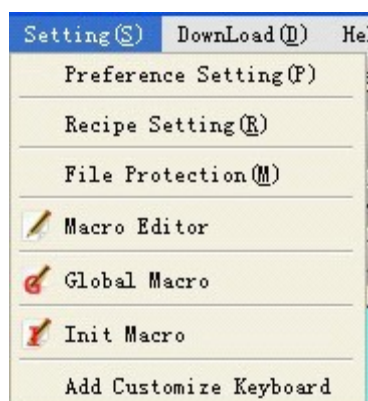 Setting(S) DownLoad(D)
Preference Setting(P)
Recipe Setting(R)
File Protection(M)
Macro Editor
Global Macro
Init Macro
Add Customize Keyboard